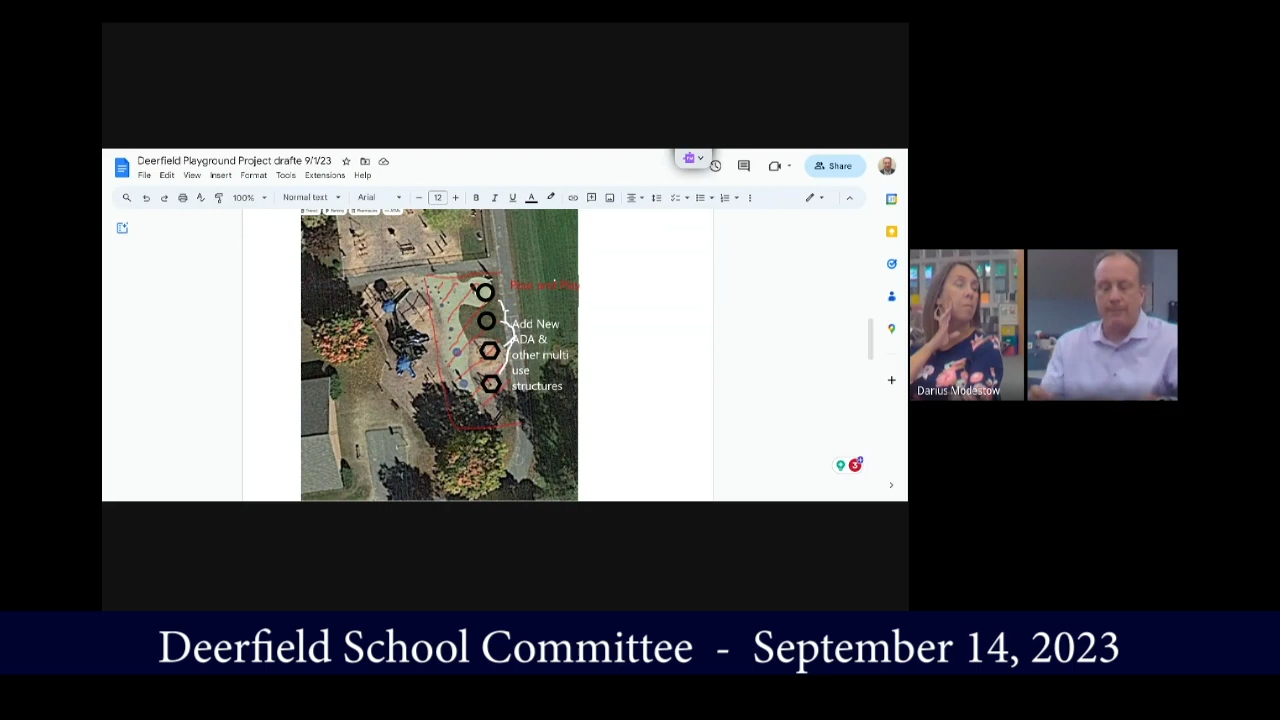 Deerfield Playground Project drafte 9/1/23
Share
File Edit View Insert Format Tools Extensions Help
100% Normal text Arial - 12 + B I U A
Add New
ADA &
other multi
use
structures
3
Darius Modestow
Deerfield School Committee - September 14, 2023